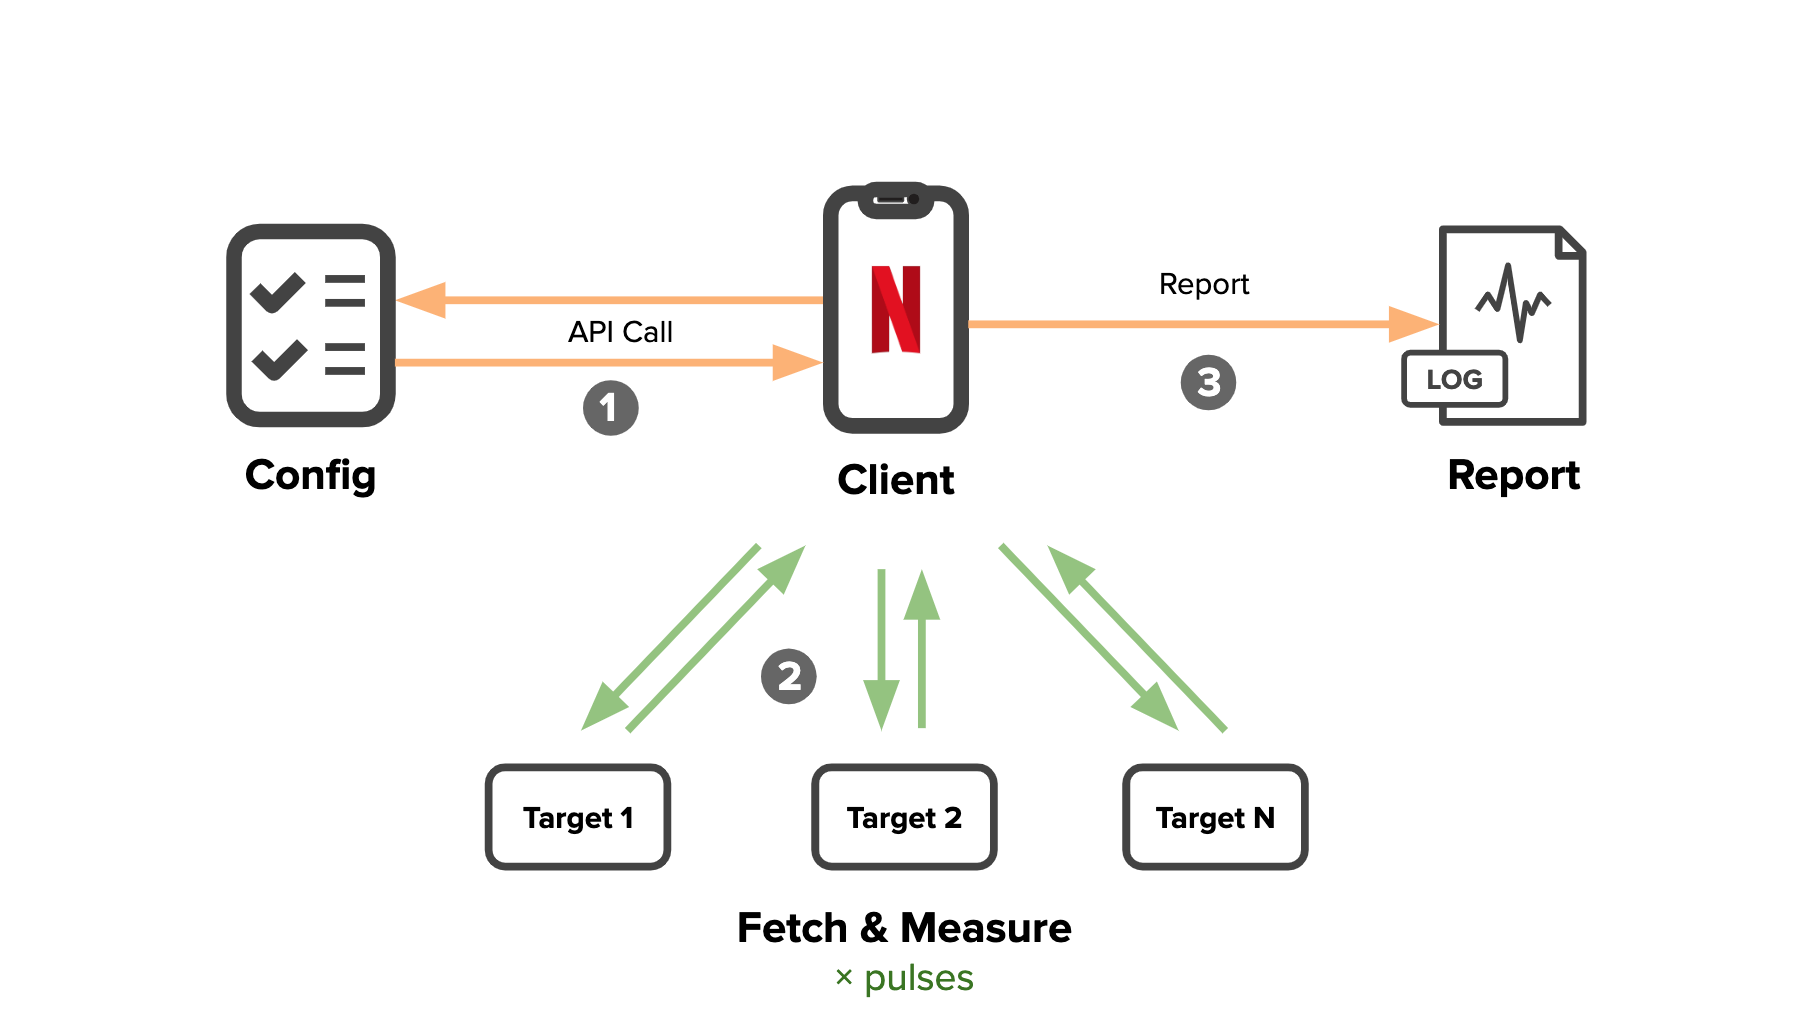 API Call
Report
1
3
LOG
N
Config
Client
Report
2
Target 1
Target 2
Target N
Fetch & Measure
× pulses